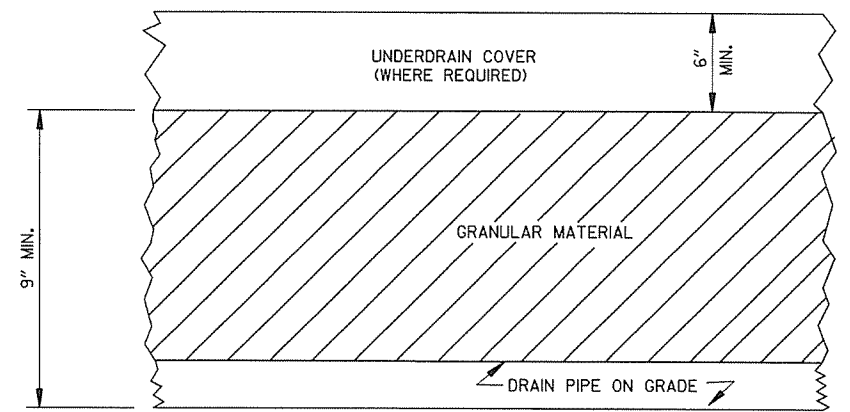 UNDERDRAIN COVER
(WHERE REQUIRED)
6" MIN.
9" MIN.
GRANULAR MATERIAL
DRAIN PIPE ON GRADE